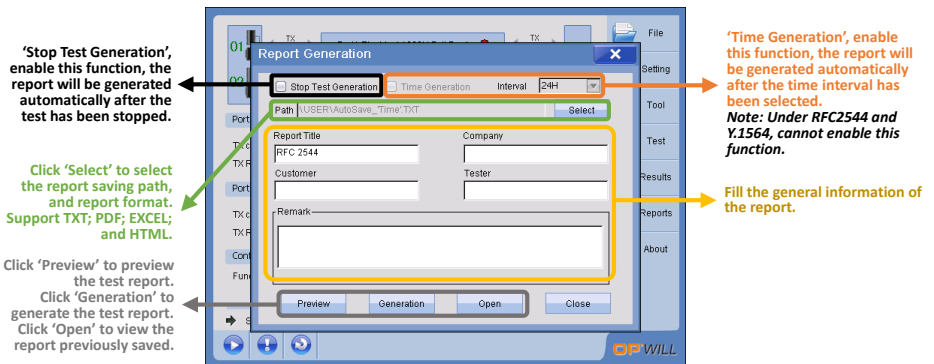 ‘Stop Test Generation’,
enable this function, the
report will be generated
automatically after the
test has been stopped.
Click ‘Select’ to select
the report saving path,
and report format.
Support TXT; PDF; EXCEL;
and HTML.
Click ‘Preview’ to preview
the test report.
Click ‘Generation’ to
generate the test report.
Click ‘Open’ to view the
report previously saved.
01
TX
TX
Report Generation
Stop Test Generation
Time Generation
Interval
24H
Path
\USER\AutoSave_'Time'.TXT
Select
Report Title
Company
RFC 2544
Customer
Tester
Remark
Preview
Generation
Open
Close
Port
TX R
Port
TX R
Func
File
Setting
Tool
Test
Results
Reports
About
OPWILL
‘Time Generation’, enable
this function, the report will
be generated automatically
after the time interval has
been selected.
Note: Under RFC2544 and
Y.1564, cannot enable this
function.
Fill the general information of
the report.